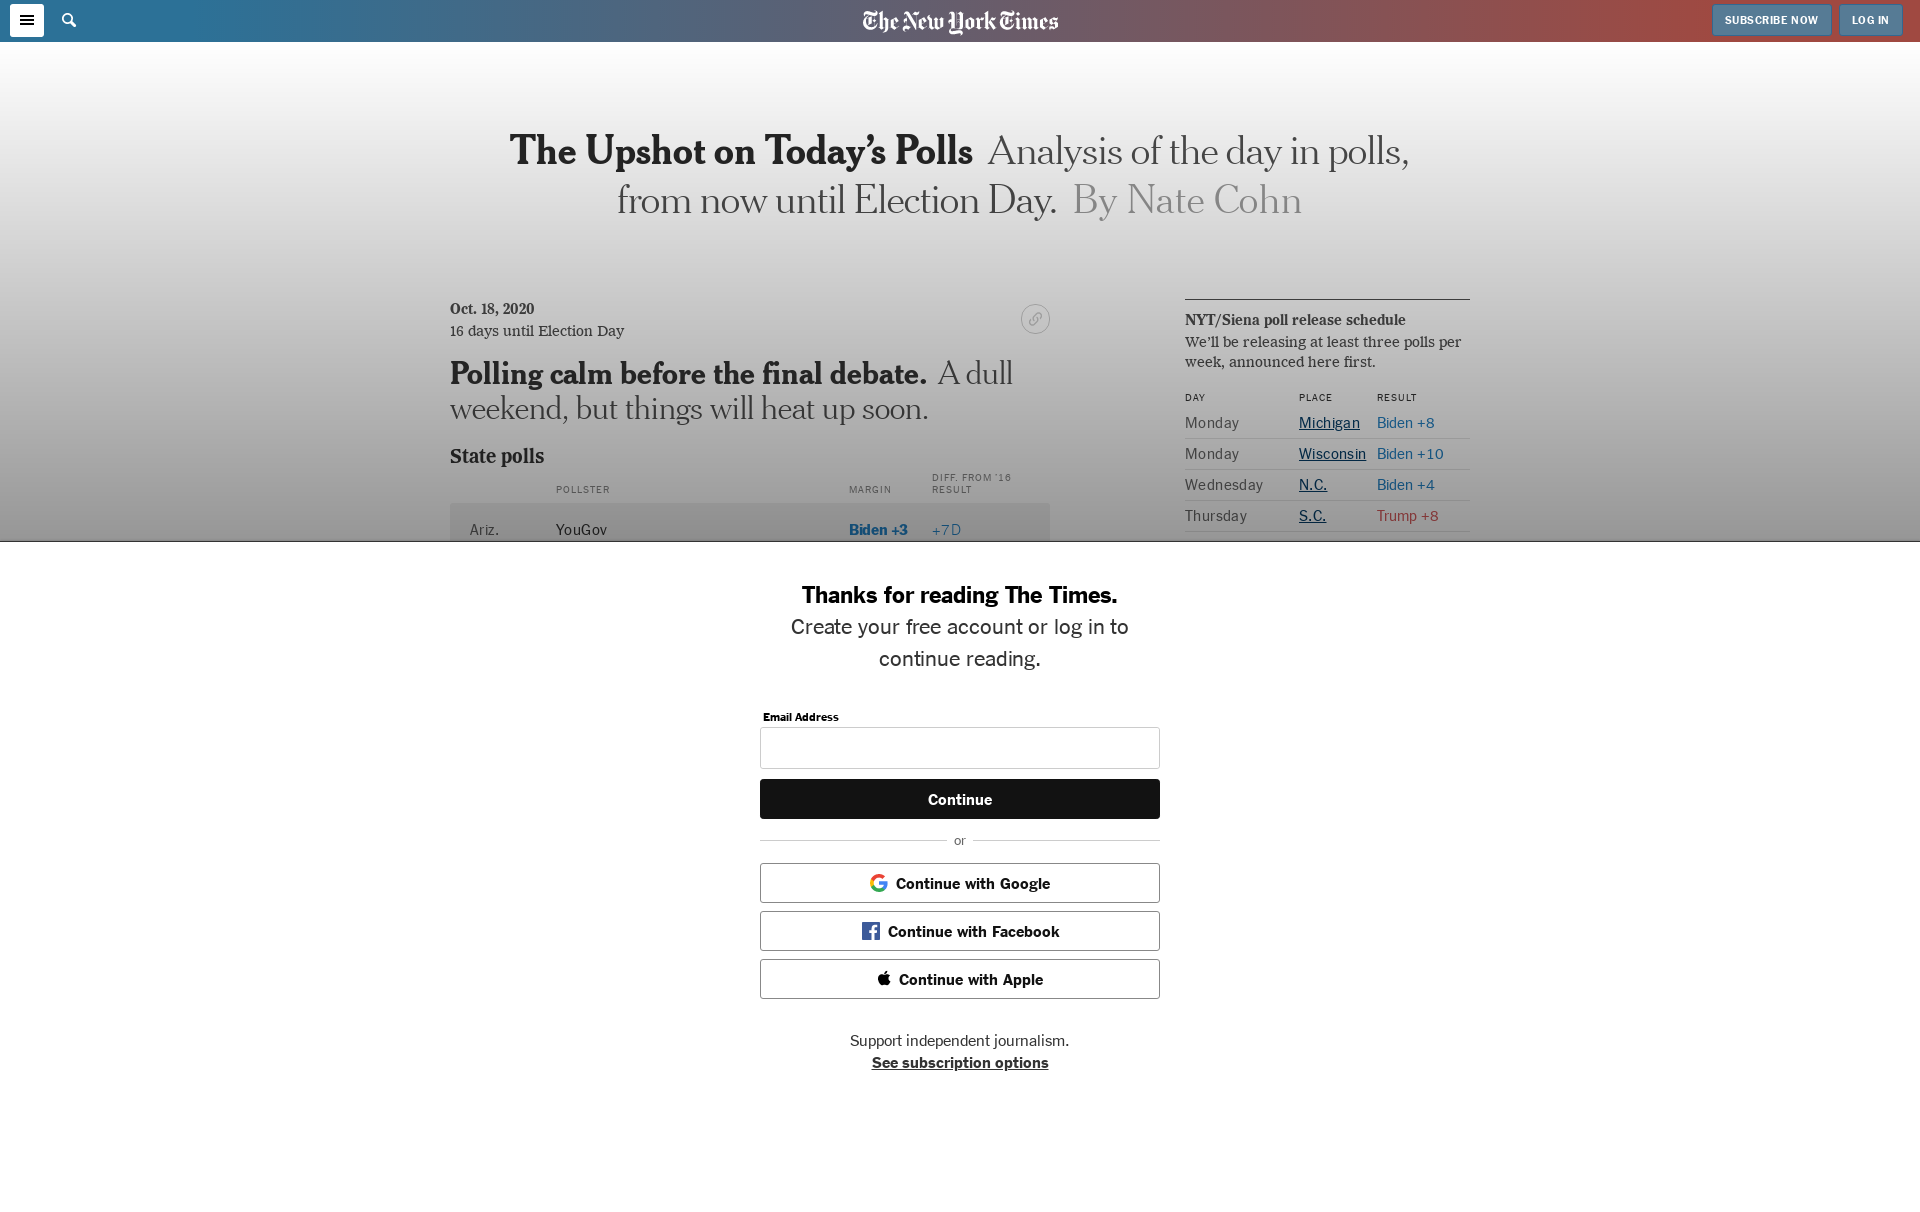 The New York Times
SUBSCRIBE NOW
LOG IN
The Upshot on Today’s Polls Analysis of the day in polls,
from now until Election Day. By Nate Cohn
Oct. 18, 2020
16 days until Election Day
Polling calm before the final debate. A dull
weekend, but things will heat up soon.
State polls
POLLSTER MARGIN DIFF. FROM ’16 RESULT
Ariz. YouGov Biden +3 +7D
NYT/Siena poll release schedule
We’ll be releasing at least three polls per
week, announced here first.
DAY PLACE RESULT
Monday Michigan Biden +8
Monday Wisconsin Biden +10
Wednesday N.C. Biden +4
Thursday S.C. Trump +8
Thanks for reading The Times.
Create your free account or log in to
continue reading.
Email Address
Continue
or
Continue with Google
Continue with Facebook
Continue with Apple
Support independent journalism.
See subscription options